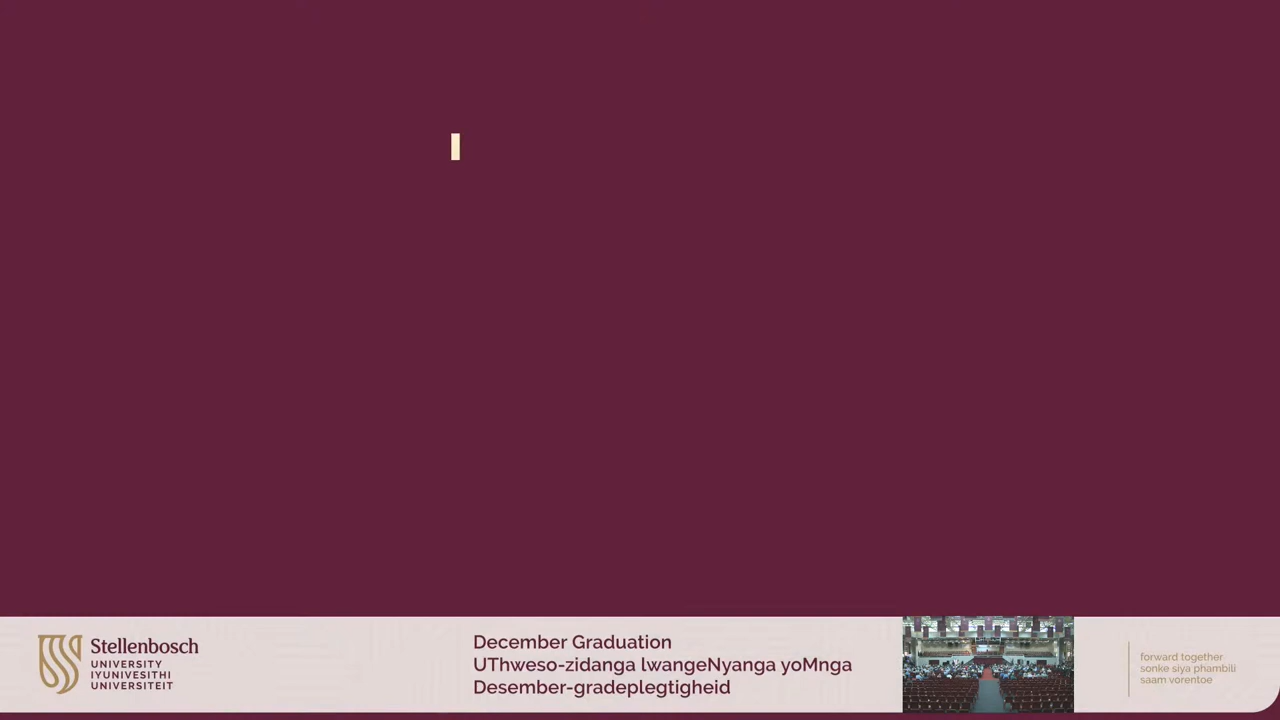 Stellenbosch
UNIVERSITY
IYUNIVESITHI
UNIVERSITEIT
December Graduation
UThweso-zidanga lwangeNyanga yoMnga
Desember-gradeplegtigheid
forward together
sonke siya phambili
saam vorentoe